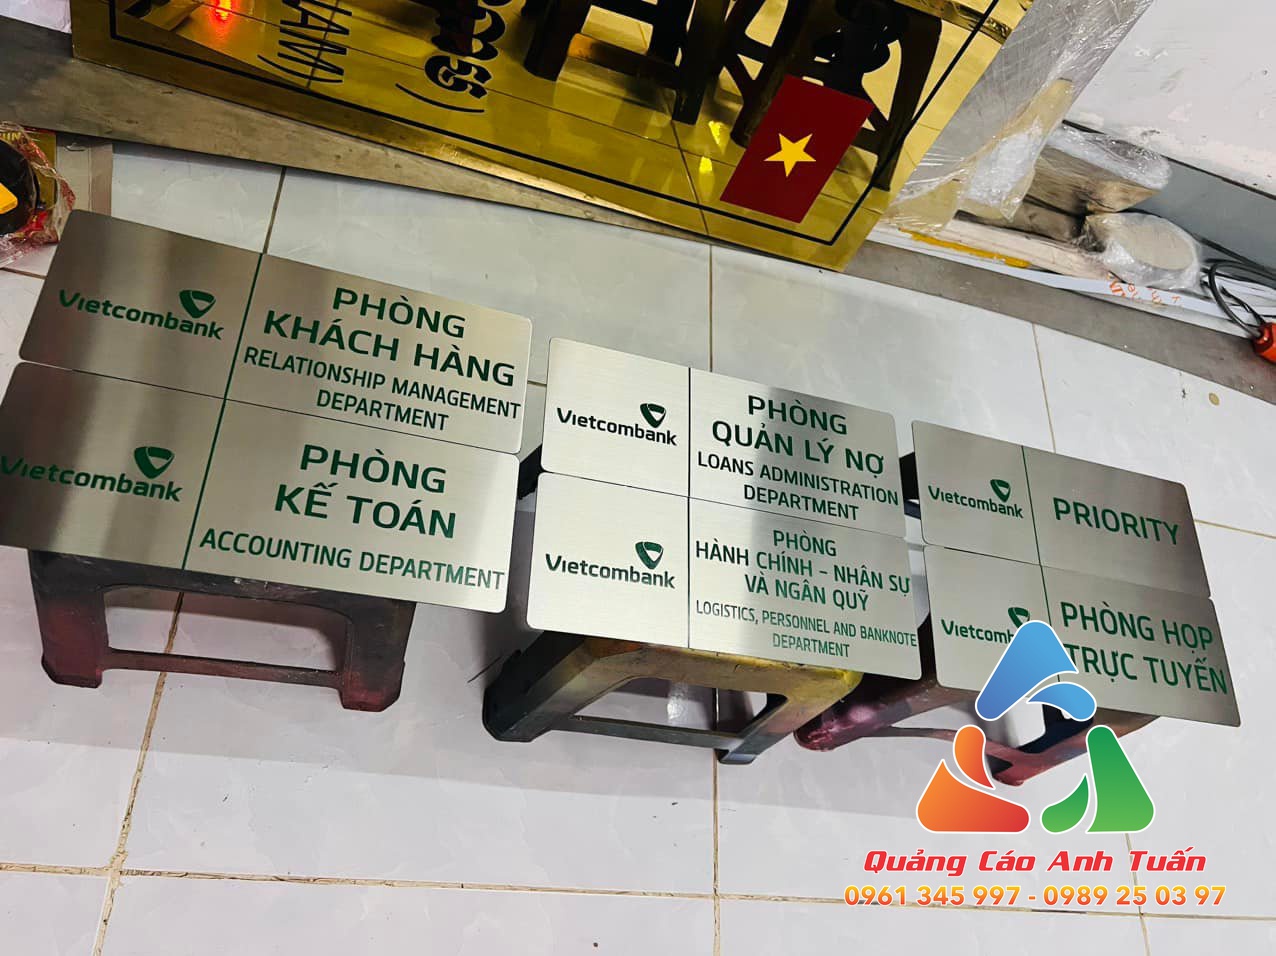 NAM)
Vietcombank
PHÒNG
KHÁCH HÀNG
RELATIONSHIP MANAGEMENT
DEPARTMENT
Vietcombank
PHÒNG
KẾ TOÁN
ACCOUNTING DEPARTMENT
Vietcombank
PHÒNG
QUẢN LÝ NỢ
LOANS ADMINISTRATION
DEPARTMENT
Vietcombank
PHÒNG
HÀNH CHÍNH - NHÂN SỰ
VÀ NGÂN QUỸ
LOGISTICS, PERSONNEL AND BANKNOTE
DEPARTMENT
Vietcombank
PRIORITY
Vietcomb
PHÒNG HỌP
TRỰC TUYẾN
Quảng Cáo Anh Tuấn
0961 345 997 - 0989 25 03 97